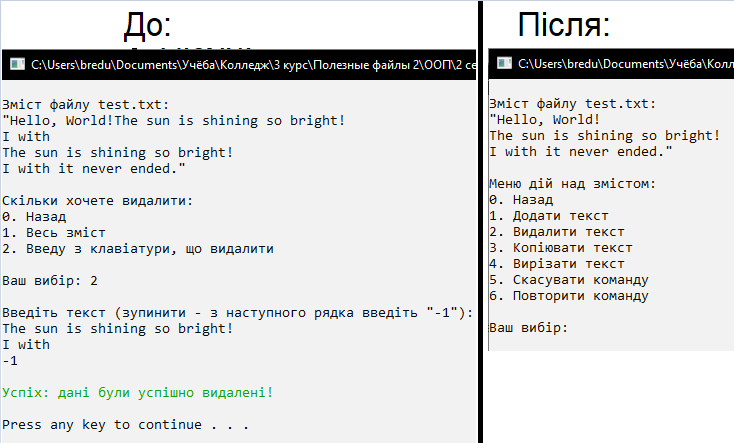 До:
C:\Users\bredu\Documents\Учёба\Колледж\3 курс\Полезные файлы 2\ООП\2 се
Зміст файлу test.txt:
"Hello, World!The sun is shining so bright!
I with
The sun is shining so bright!
I with it never ended."
Скільки хочете видалити:
0. Назад
1. Весь зміст
2. Введу з клавіатури, що видалити
Ваш вибір: 2
Введіть текст (зупинити - з наступного рядка введіть "-1"):
The sun is shining so bright!
I with
-1
Успіх: дані були успішно видалені!
Press any key to continue . . .
Після:
C:\Users\bredu\Documents\Учёба\Колл
Зміст файлу test.txt:
"Hello, World!
The sun is shining so bright!
I with it never ended."
Меню дій над змістом:
0. Назад
1. Додати текст
2. Видалити текст
3. Копіювати текст
4. Вирізати текст
5. Скасувати команду
6. Повторити команду
Ваш вибір: